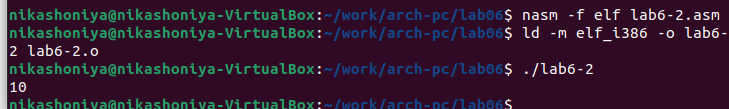 nikashoniya@nikashoniya-VirtualBox:~/work/arch-pc/lab06$ nasm -f elf lab6-2.asm
nikashoniya@nikashoniya-VirtualBox:~/work/arch-pc/lab06$ ld -m elf_i386 -o lab6-
2 lab6-2.o
nikashoniya@nikashoniya-VirtualBox:~/work/arch-pc/lab06$ ./lab6-2
10
nikashoniya@nikashoniya-VirtualBox:~/work/arch-pc/lab06$